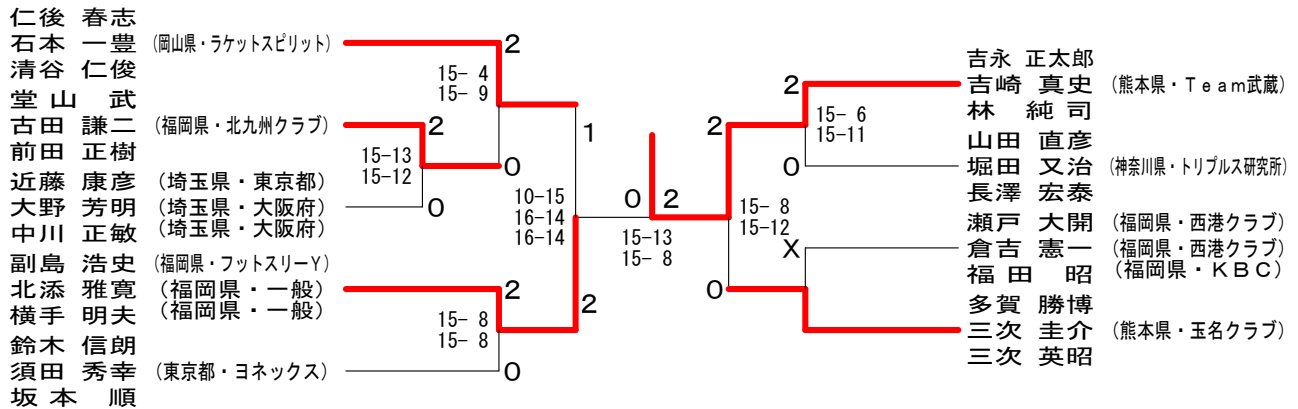 仁後 春志
石本 一豊 (岡山県・ラケットスピリット)
清谷 仁俊
堂山 武
古田 謙二 (福岡県・北九州クラブ)
前田 正樹
近藤 康彦 (埼玉県・東京都)
大野 芳明 (埼玉県・大阪府)
中川 正敏 (埼玉県・大阪府)
副島 浩史 (福岡県・フットスリーY)
北添 雅寛 (福岡県・一般)
横手 明夫 (福岡県・一般)
鈴木 信朗
須田 秀幸 (東京都・ヨネックス)
坂本 順
2
15- 4
15- 9
2
0
15-13
15-12
0
1
10-15
16-14
16-14
2
2
15- 8
15- 8
0
0 2
15-13
15- 8
2
15- 8
15-12
0
2
15- 6
15-11
0
X
吉永 正太郎
吉崎 真史 (熊本県・Team武蔵)
林 純司
山田 直彦
堀田 又治 (神奈川県・トリプルス研究所)
長澤 宏泰
瀬戸 大開 (福岡県・西港クラブ)
倉吉 憲一 (福岡県・西港クラブ)
福田 昭 (福岡県・KBC)
多賀 勝博
三次 圭介 (熊本県・玉名クラブ)
三次 英昭